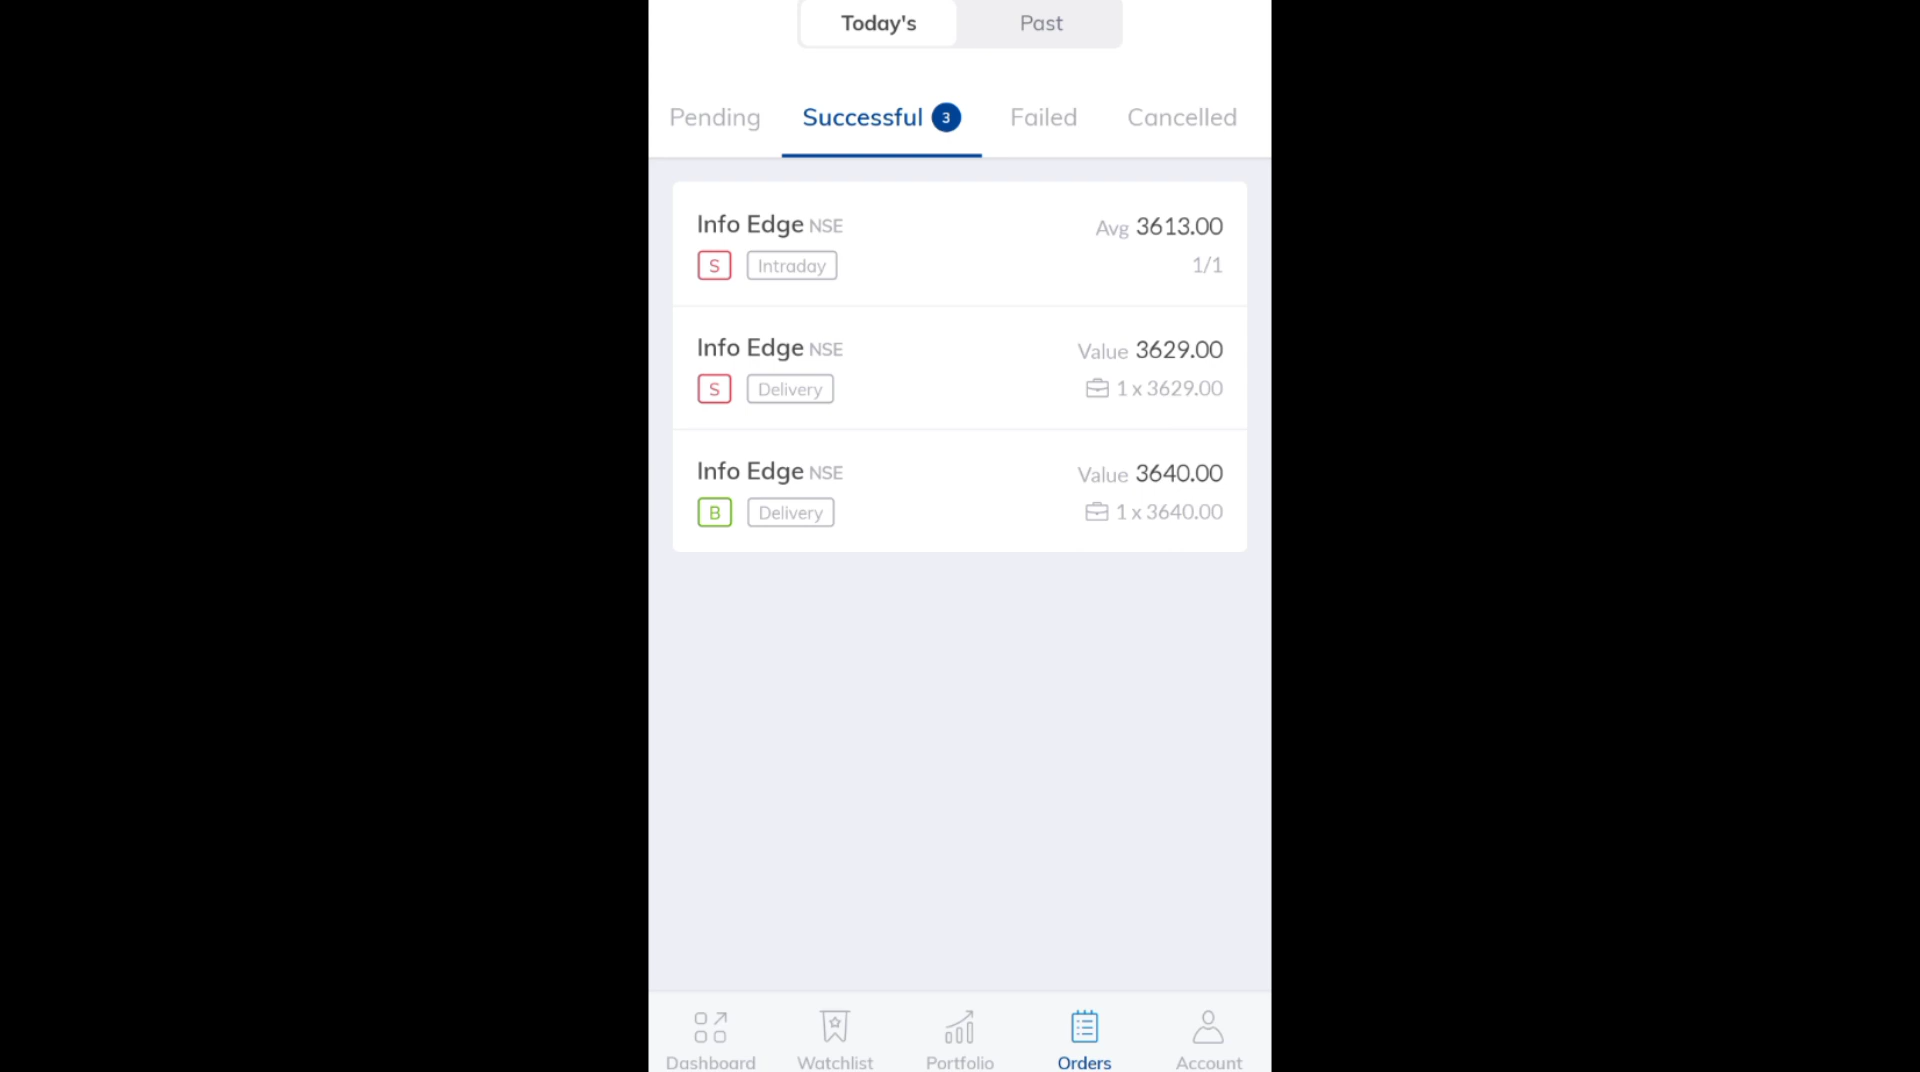 Today's Past
Pending Successful 3 Failed Cancelled
Info Edge NSE Avg 3613.00
S Intraday 1/1
Info Edge NSE Value 3629.00
S Delivery 1 x 3629.00
Info Edge NSE Value 3640.00
B Delivery 1 x 3640.00
Dashboard Watchlist Portfolio Orders Account